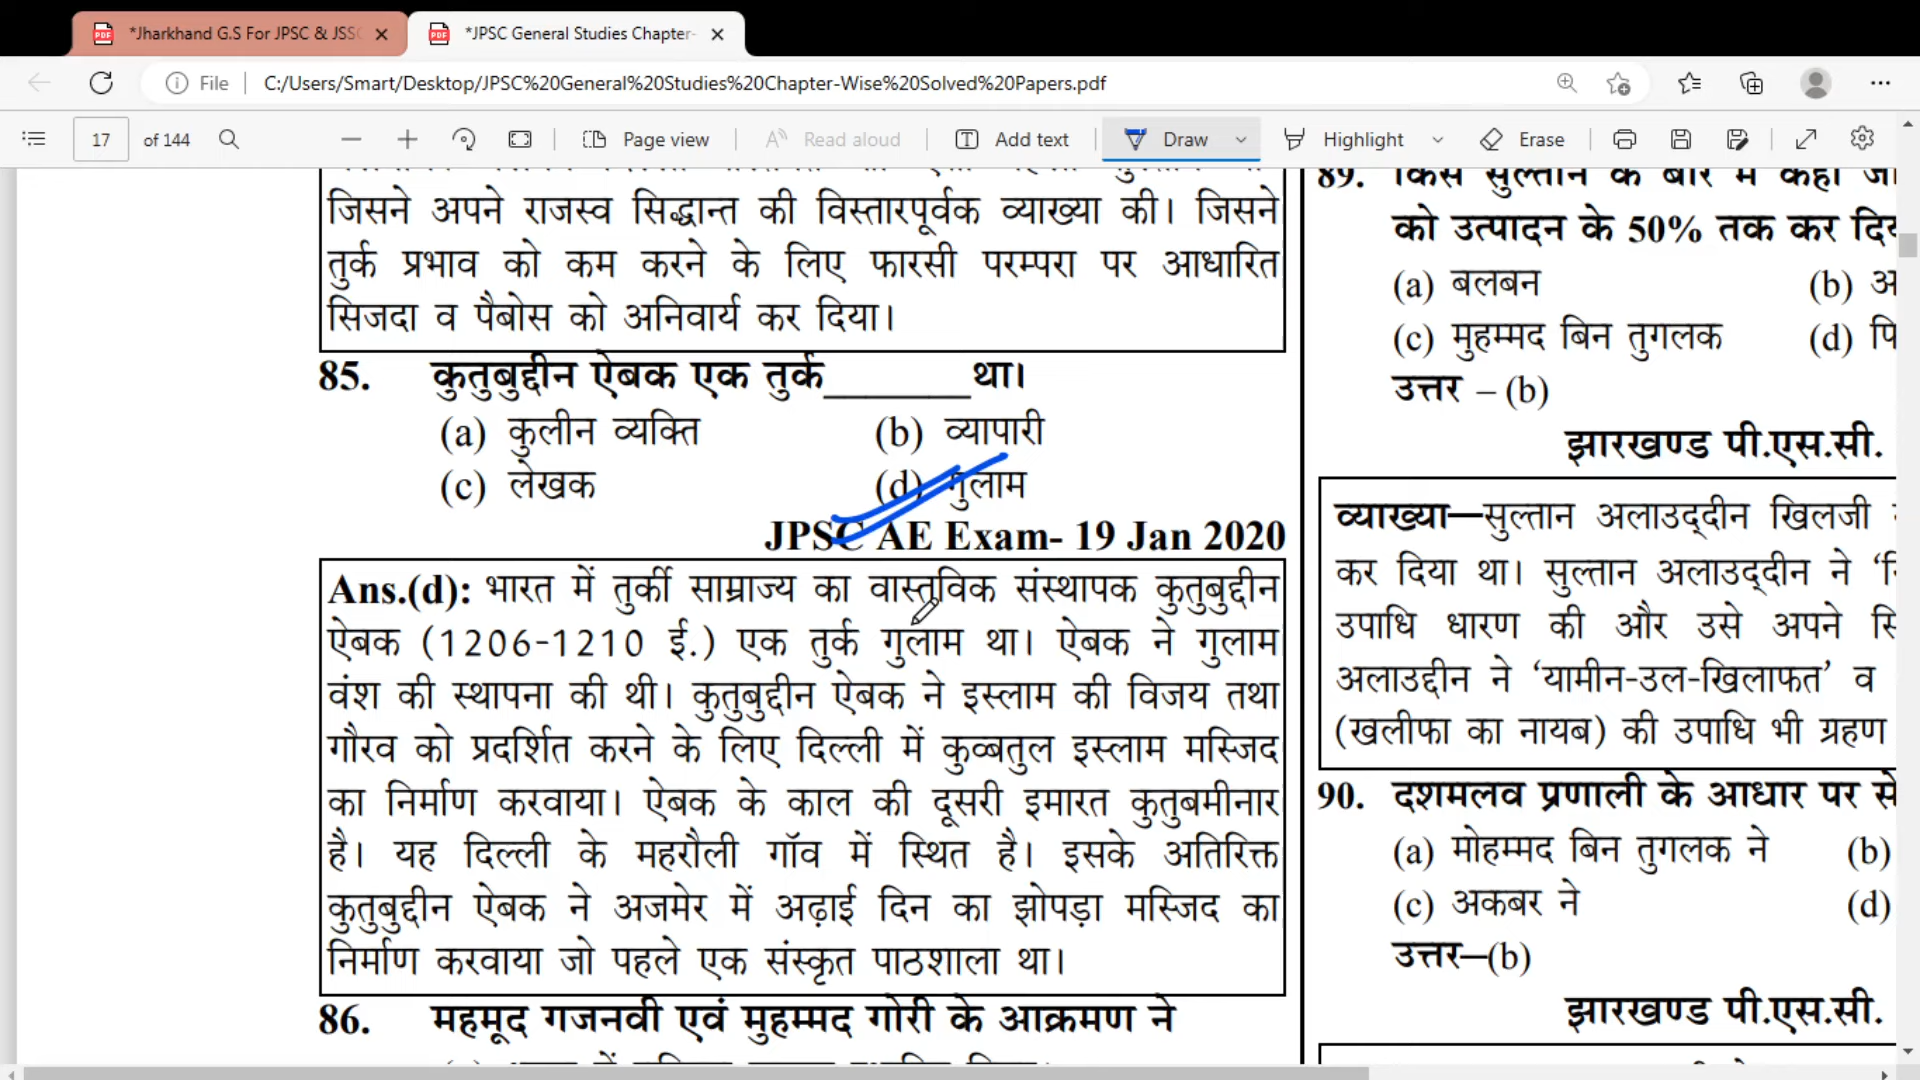 *Jharkhand G.S For JPSC & JSSC
*JPSC General Studies Chapter-
File C:/Users/Smart/Desktop/JPSC%20General%20Studies%20Chapter-Wise%20Solved%20Papers.pdf
17 of 144 Page view Read aloud Add text Draw Highlight Erase
जिसने अपने राजस्व सिद्धान्त की विस्तारपूर्वक व्याख्या की। जिसने
तुर्क प्रभाव को कम करने के लिए फारसी परम्परा पर आधारित
सिजदा व पैबोस को अनिवार्य कर दिया।
85. कुतुबुद्दीन ऐबक एक तुर्क_______था।
(a) कुलीन व्यक्ति (b) व्यापारी
(c) लेखक (d) गुलाम
JPSC AE Exam- 19 Jan 2020
Ans.(d): भारत में तुर्की साम्राज्य का वास्तविक संस्थापक कुतुबुद्दीन
ऐबक (1206-1210 ई.) एक तुर्क गुलाम था। ऐबक ने गुलाम
वंश की स्थापना की थी। कुतुबुद्दीन ऐबक ने इस्लाम की विजय तथा
गौरव को प्रदर्शित करने के लिए दिल्ली में कुव्बतुल इस्लाम मस्जिद
का निर्माण करवाया। ऐबक के काल की दूसरी इमारत कुतुबमीनार
है। यह दिल्ली के महरौली गॉव में स्थित है। इसके अतिरिक्त
कुतुबुद्दीन ऐबक ने अजमेर में अढ़ाई दिन का झोपड़ा मस्जिद का
निर्माण करवाया जो पहले एक संस्कृत पाठशाला था।
86. महमूद गजनवी एवं मुहम्मद गोरी के आक्रमण ने
89. किस सुल्तान के बारे में कहा
को उत्पादन के 50% तक कर
(a) बलबन (b)
(c) मुहम्मद बिन तुगलक (d)
उत्तर – (b)
झारखण्ड पी.एस.सी.
व्याख्या—सुल्तान अलाउद्दीन खिलजी
कर दिया था। सुल्तान अलाउद्दीन ने
उपाधि धारण की और उसे अपने
अलाउद्दीन ने ‘यामीन-उल-खिलाफत’ व
(खलीफा का नायब) की उपाधि भी ग्रहण
90. दशमलव प्रणाली के आधार पर
(a) मोहम्मद बिन तुगलक ने (b)
(c) अकबर ने (d)
उत्तर—(b)
झारखण्ड पी.एस.सी.